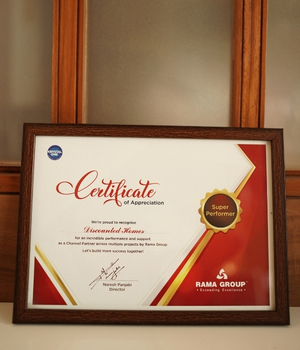 Certificate
of Appreciation
We're proud to recognise
Discounted Homes
for an incredible performance and support
as a Channel Partner across multiple projects by Rama Group
Let's build more success together!
Naresh Panjabi
Director
Super
Performer
RAMA GROUP
Exceeding Excellence